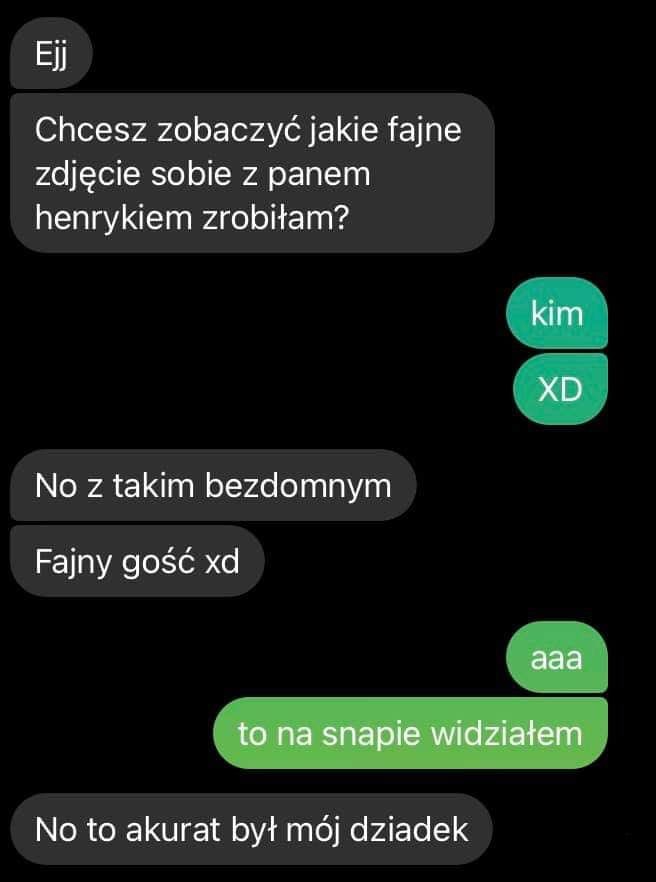 Ejj
Chcesz zobaczyć jakie fajne
zdjęcie sobie z panem
henrykiem zrobiłam?
kim
XD
No z takim bezdomnym
Fajny gość xd
aaa
to na snapie widziałem
No to akurat był mój dziadek